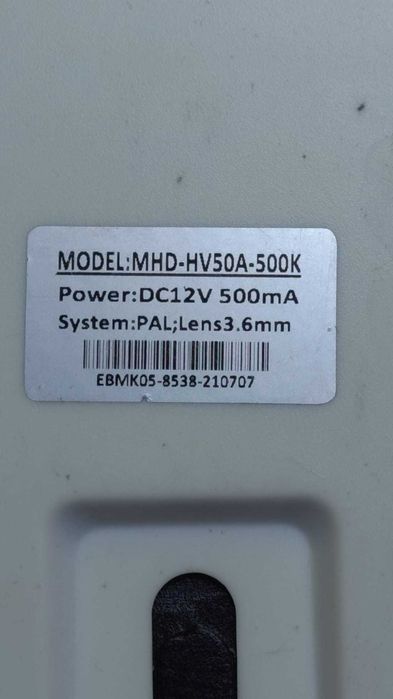 MODEL:MHD-HV50A-500K
Power:DC12V 500mA
System:PAL;Lens3.6mm
EBMK05-8538-210707